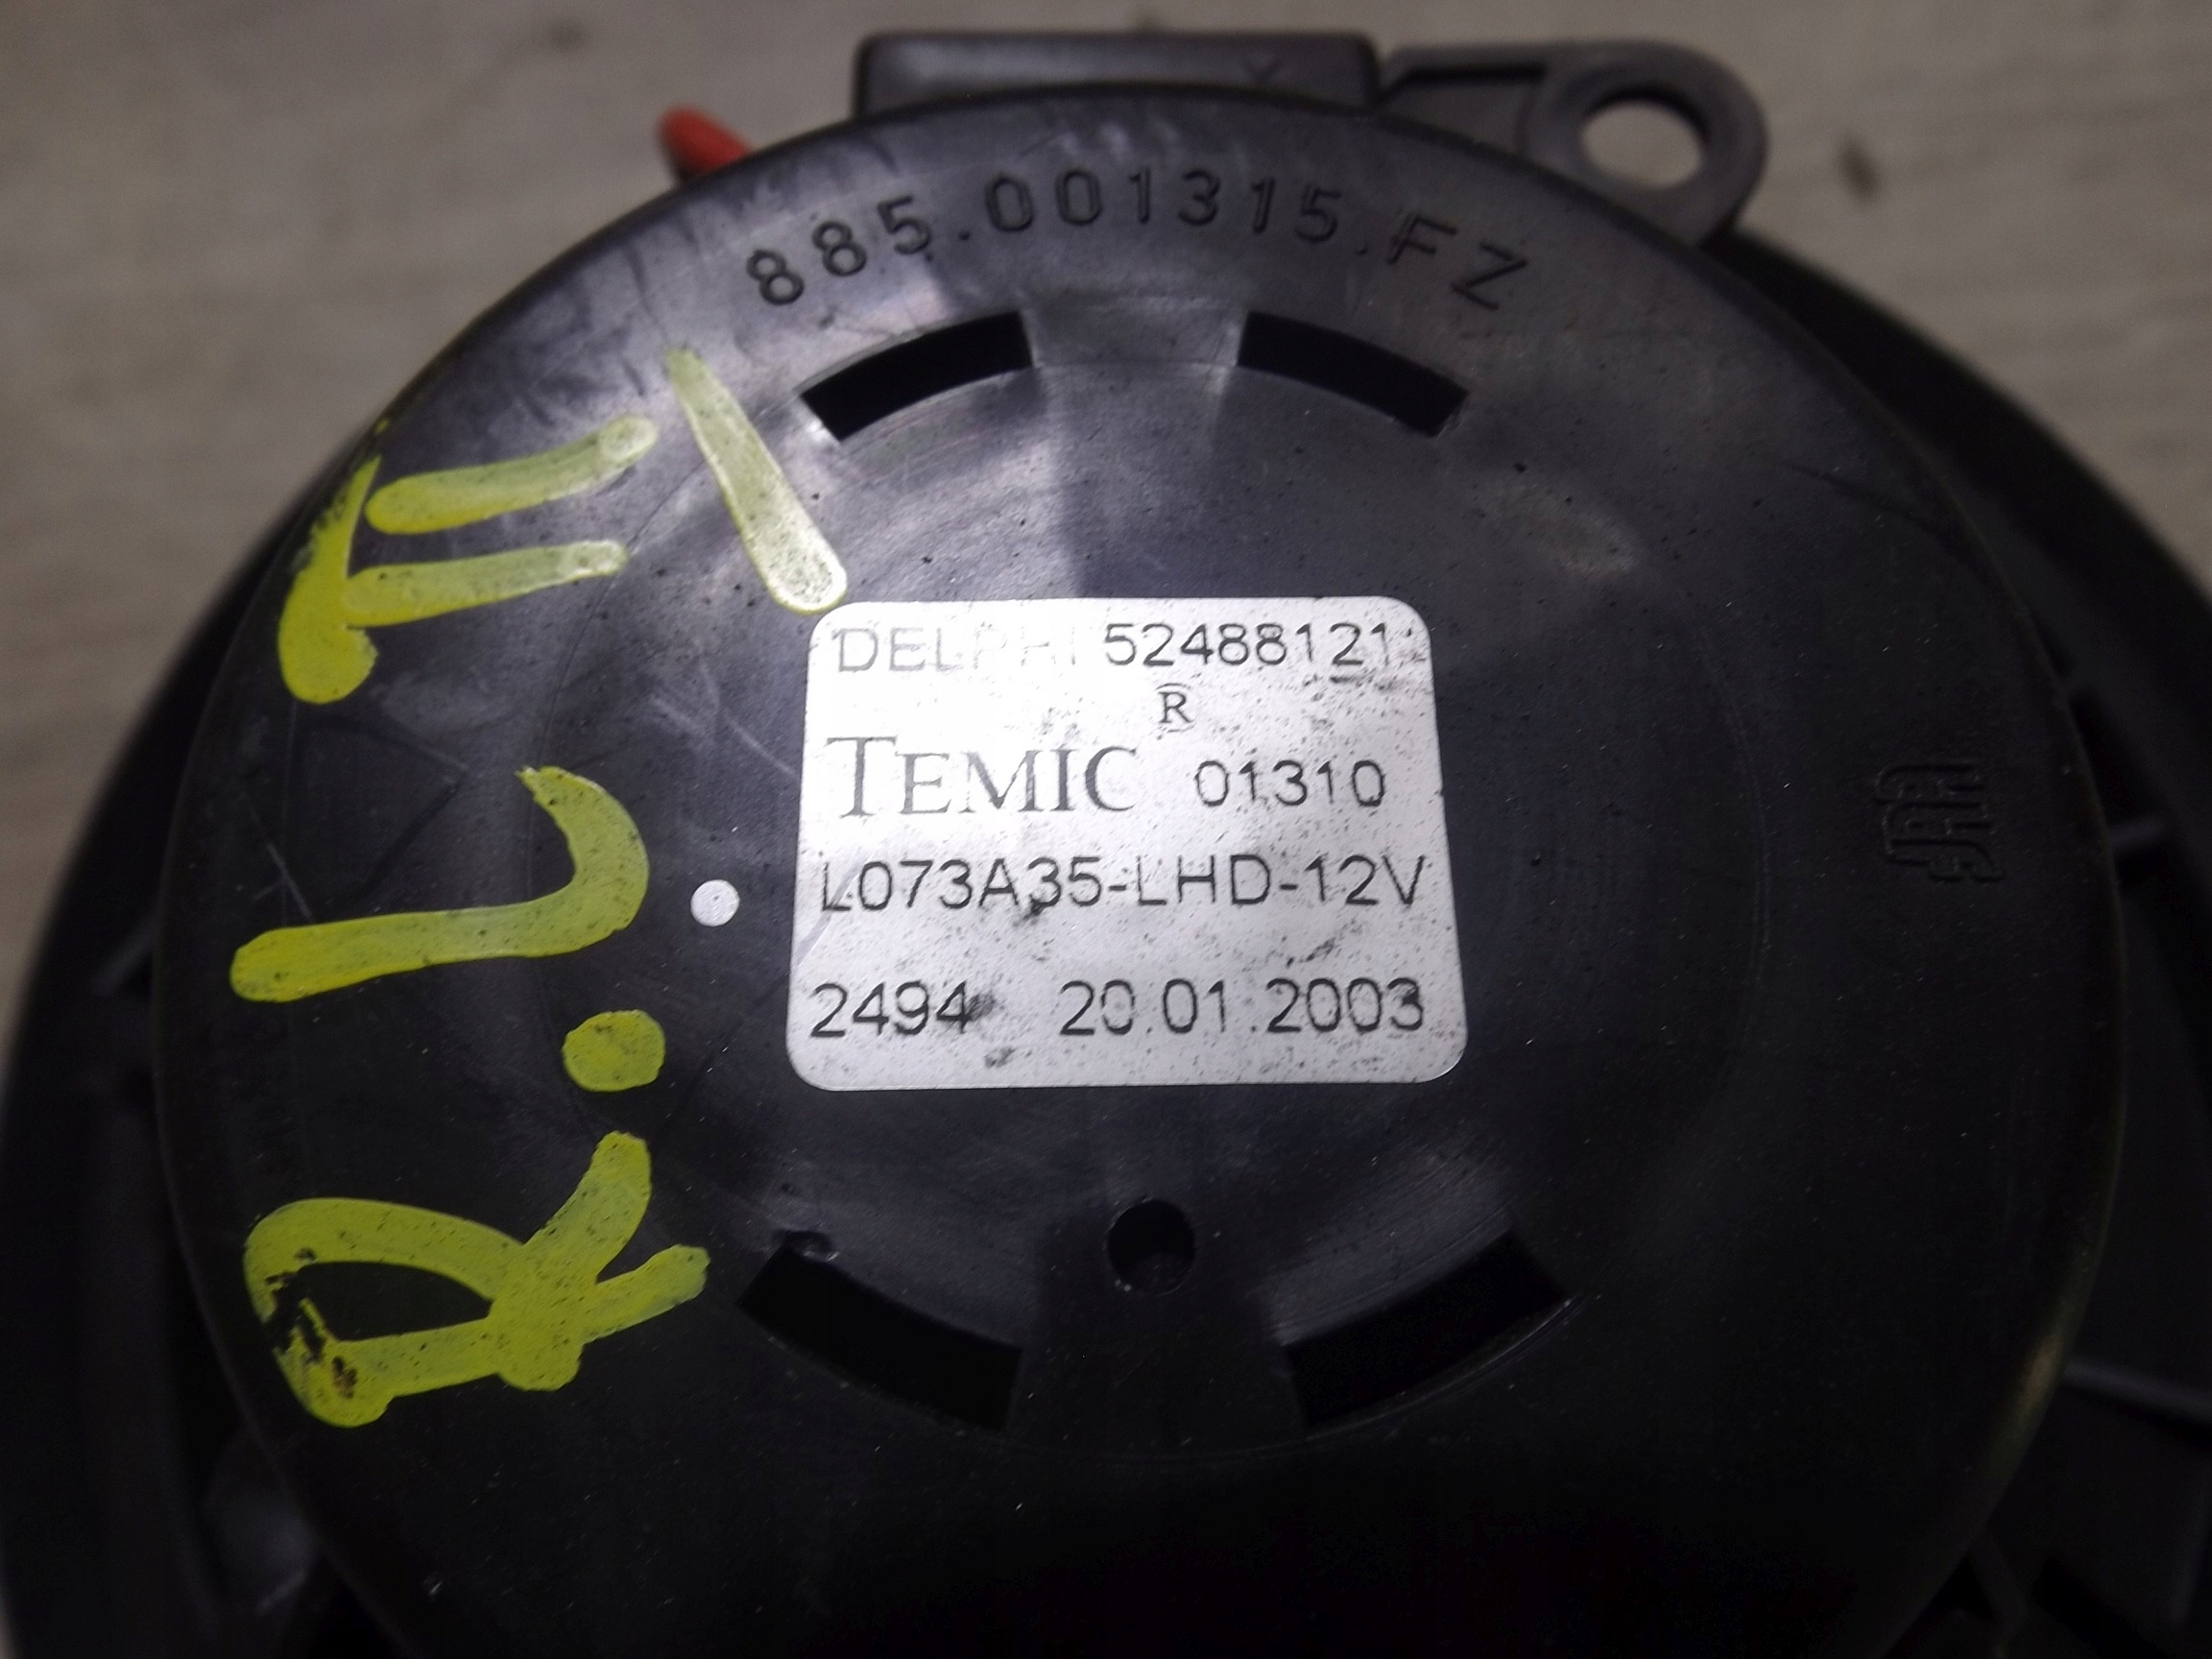 885.001315.FZ
DELPHI 52488121
R
TEMIC 01310
L073A35-LHD-12V
2494 20.01.2003